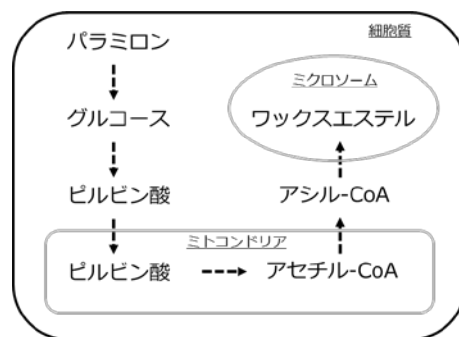 細胞質
パラミロン
ミクロソーム
グルコース
ワックスエステル
ピルビン酸
アシル-CoA
ミトコンドリア
ピルビン酸
アセチル-CoA